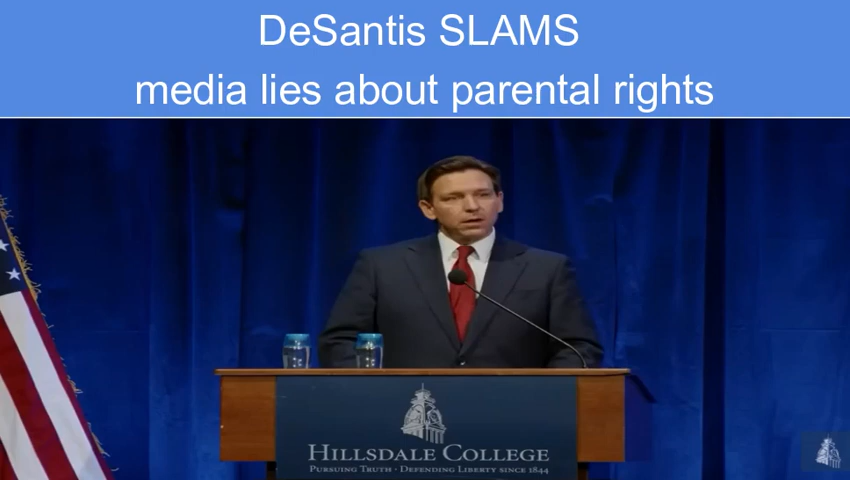 DeSantis SLAMS
media lies about parental rights
HILLSDALE COLLEGE
PURSUING TRUTH · DEFENDING LIBERTY SINCE 1844